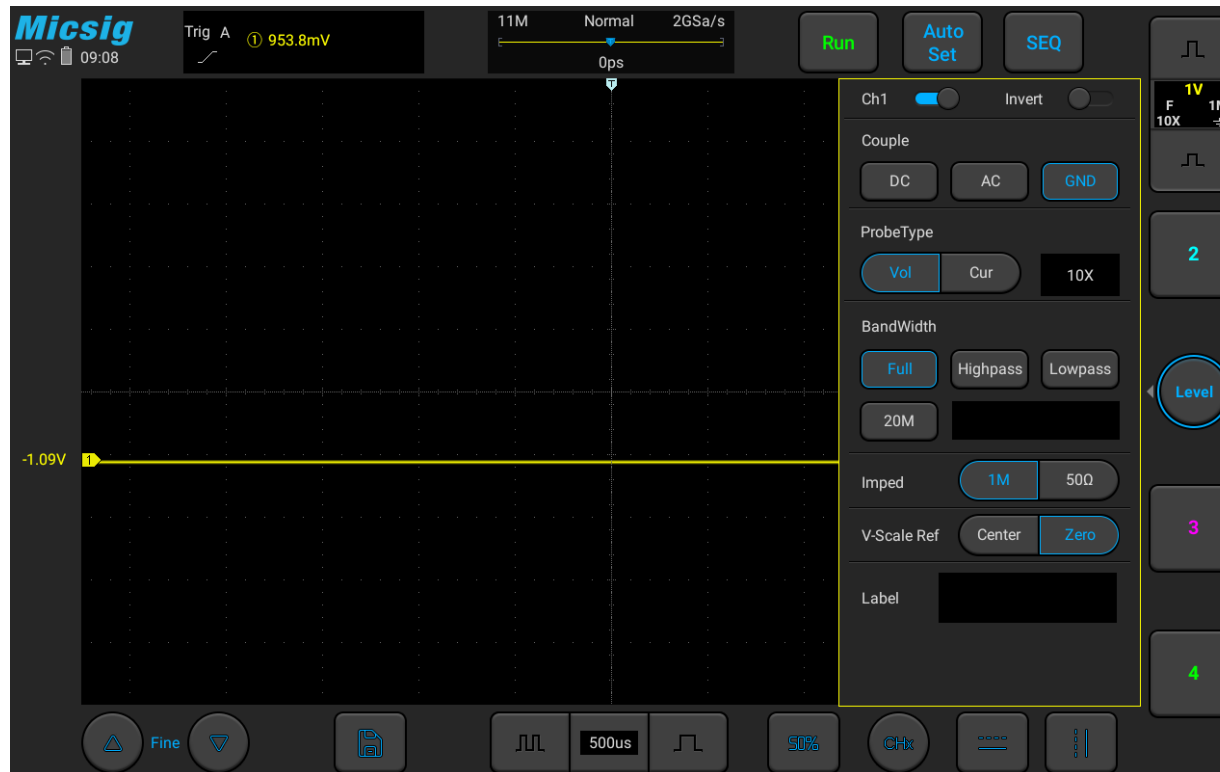 Micsig
09:08
Trig A
① 953.8mV
11M Normal 2GSa/s
0ps
Run
Auto
Set
SEQ
T
Ch1 Invert
1V
F 1M
10X
Couple
DC AC GND
ProbeType
Vol Cur 10X
2
BandWidth
Full Highpass Lowpass
Level
20M
-1.09V 1
Imped 1M 50Ω
V-Scale Ref Center Zero
3
Label
4
Fine 500us 50% CHx